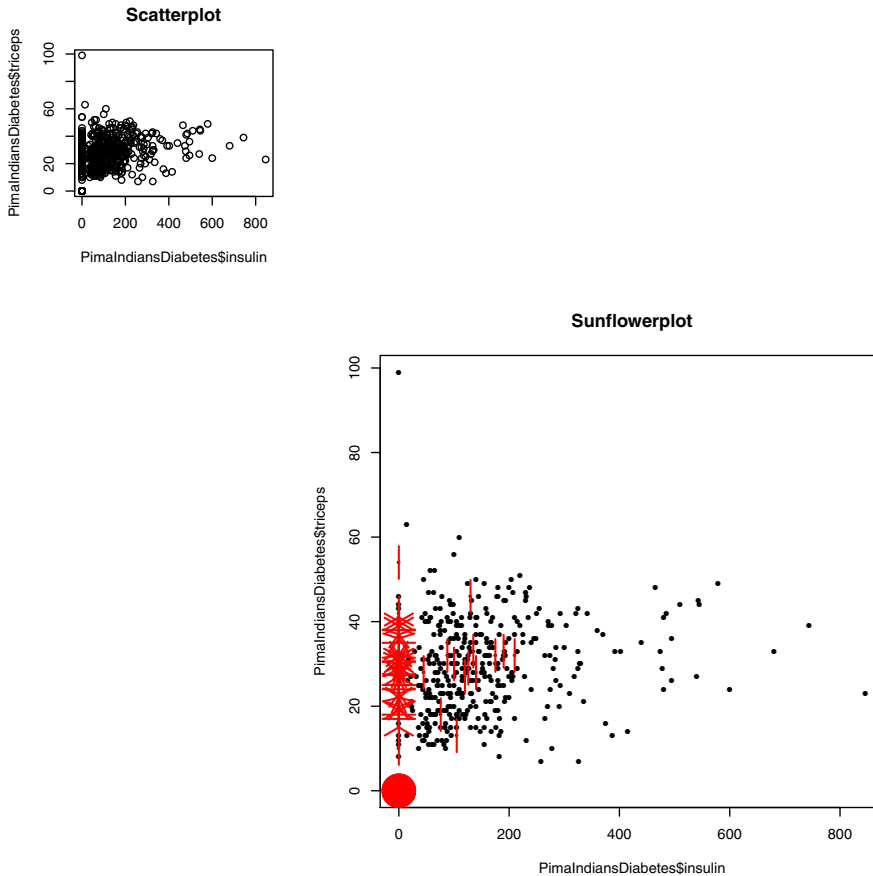 Scatterplot
PimaIndiansDiabetes$triceps
100
60
20
0
0 200 400 600 800
PimaIndiansDiabetes$insulin
Sunflowerplot
PimaIndiansDiabetes$triceps
100
80
60
40
20
0
0 200 400 600 800
PimaIndiansDiabetes$insulin